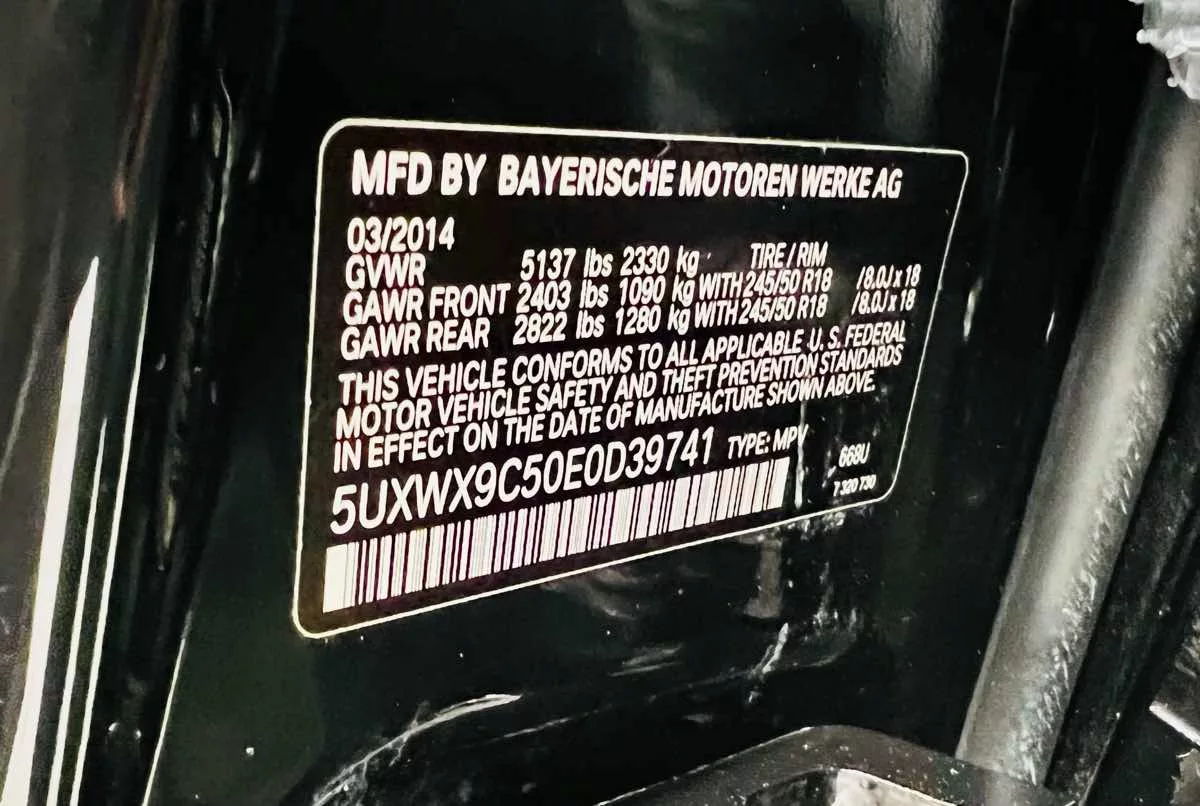 MFD BY BAYERISCHE MOTOREN WERKE AG
03/2014
GVWR 5137 lbs 2330 kg TIRE / RIM
GAWR FRONT 2403 lbs 1090 kg WITH 245/50 R18 /8.0J x 18
GAWR REAR 2822 lbs 1280 kg WITH 245/50 R18 /8.0J x 18
THIS VEHICLE CONFORMS TO ALL APPLICABLE U. S. FEDERAL
MOTOR VEHICLE SAFETY AND THEFT PREVENTION STANDARDS
IN EFFECT ON THE DATE OF MANUFACTURE SHOWN ABOVE.
5UXWX9C50E0D39741 TYPE: MPV 668U
7 320 730